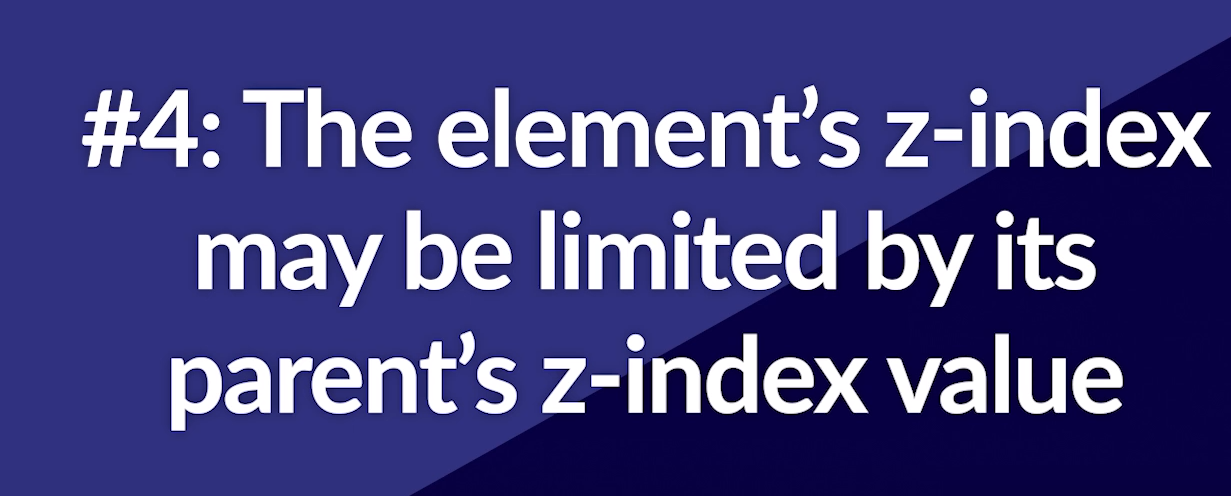 #4: The element’s z-index
may be limited by its
parent’s z-index value